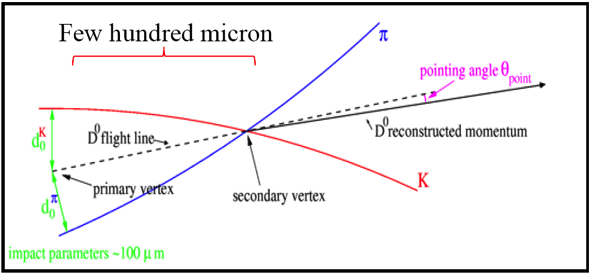 Few hundred micron
π
pointing angle θpoint
d0K
D0 flight line
D0 reconstructed momentum
primary vertex
secondary vertex
K
d0π
impact parameters ~100 μm